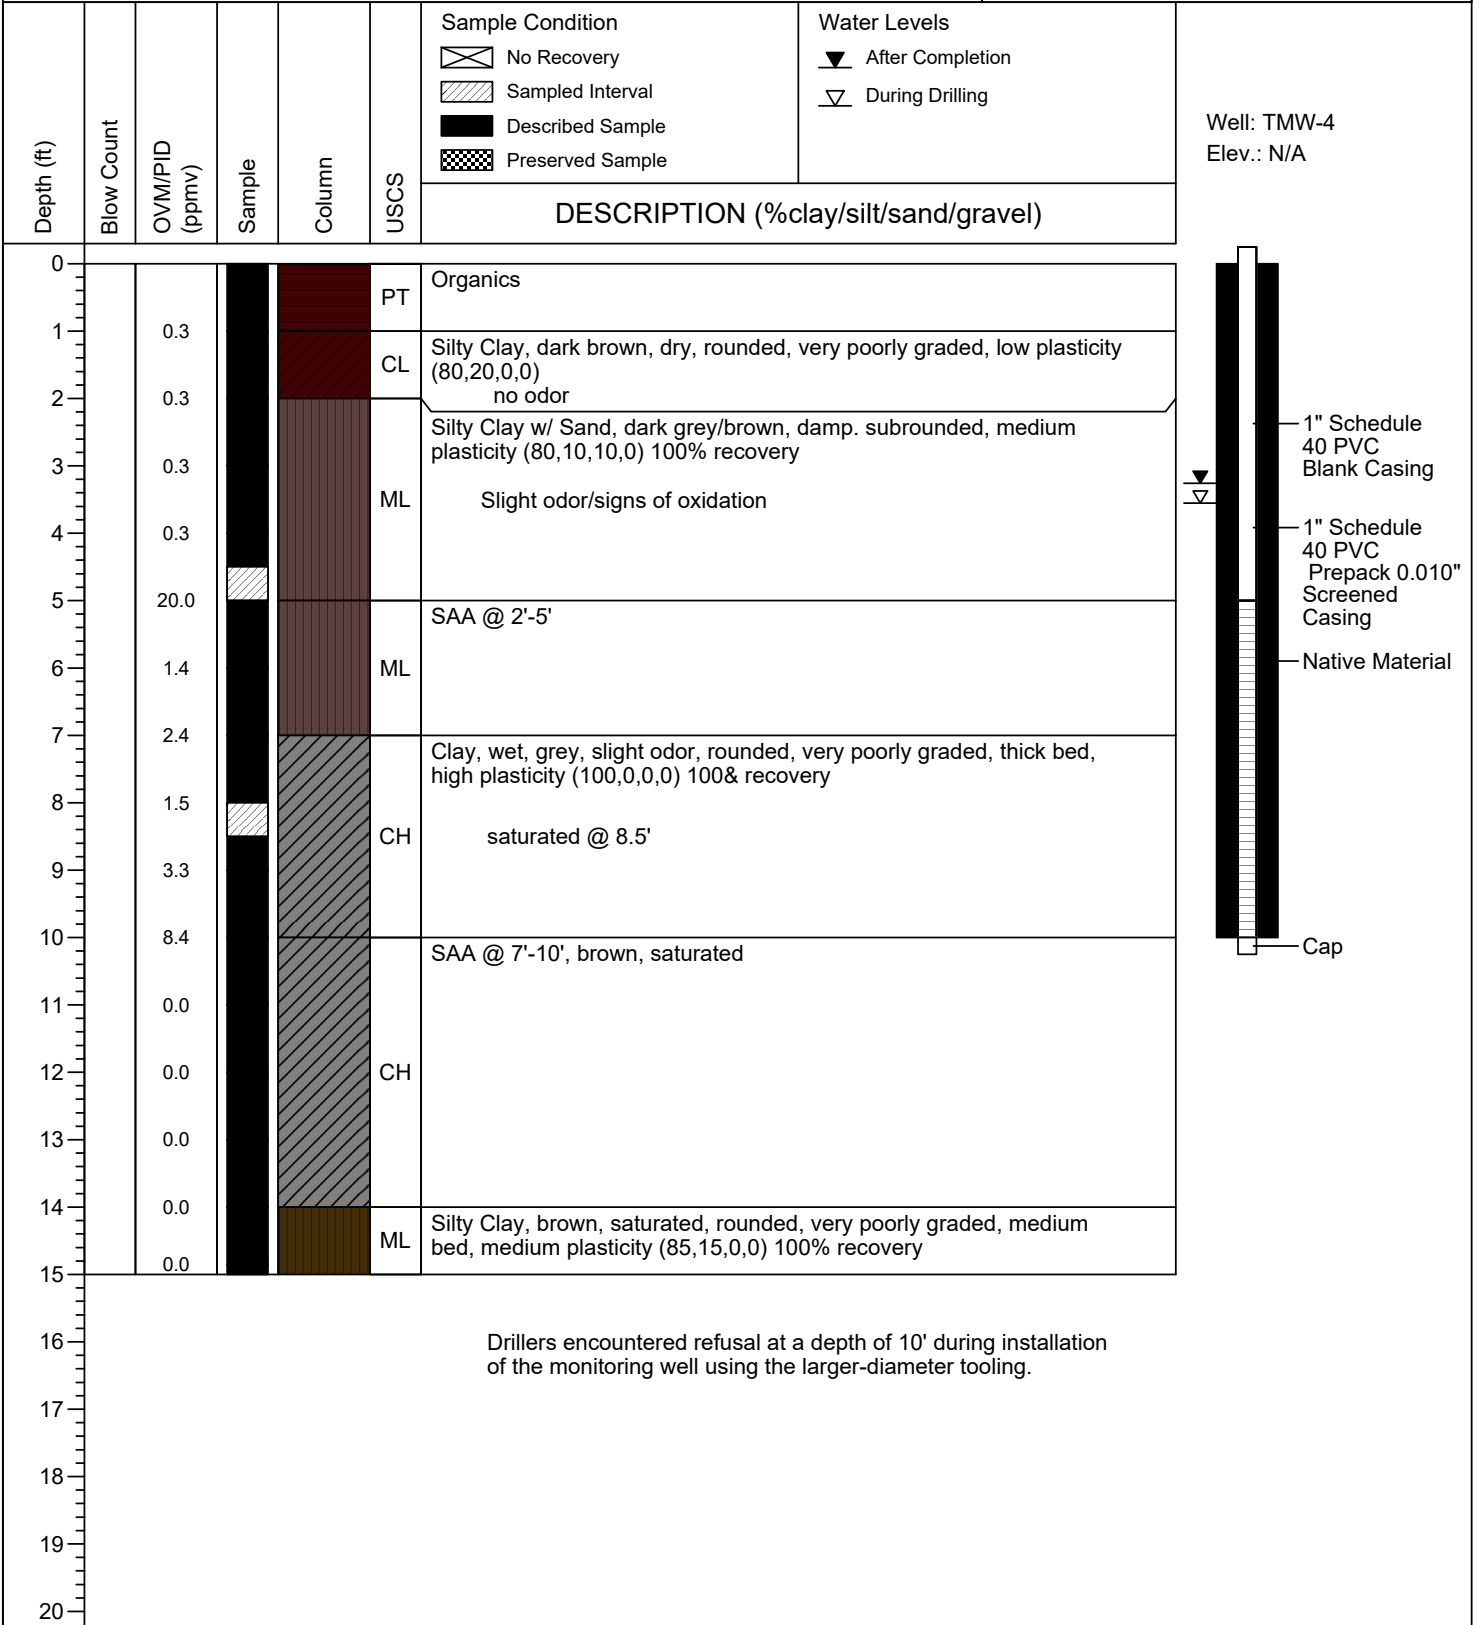 Sample Condition
No Recovery
Sampled Interval
Described Sample
Preserved Sample
Water Levels
After Completion
During Drilling
Well: TMW-4
Elev.: N/A
Depth (ft)
Blow Count
OVM/PID
(ppmv)
Sample
Column
USCS
DESCRIPTION (%clay/silt/sand/gravel)
0
PT
Organics
1
0.3
CL
Silty Clay, dark brown, dry, rounded, very poorly graded, low plasticity
(80,20,0,0)
no odor
2
0.3
Silty Clay w/ Sand, dark grey/brown, damp. subrounded, medium
plasticity (80,10,10,0) 100% recovery
1" Schedule
40 PVC
Blank Casing
3
0.3
ML
Slight odor/signs of oxidation
4
0.3
1" Schedule
40 PVC
Prepack 0.010"
Screened
Casing
5
20.0
SAA @ 2'-5'
6
1.4
ML
Native Material
7
2.4
Clay, wet, grey, slight odor, rounded, very poorly graded, thick bed,
high plasticity (100,0,0,0) 100& recovery
8
1.5
CH
saturated @ 8.5'
9
3.3
10
8.4
SAA @ 7'-10', brown, saturated
Cap
11
0.0
12
0.0
CH
13
0.0
14
0.0
ML
Silty Clay, brown, saturated, rounded, very poorly graded, medium
bed, medium plasticity (85,15,0,0) 100% recovery
0.0
15
16
Drillers encountered refusal at a depth of 10' during installation
of the monitoring well using the larger-diameter tooling.
17
18
19
20